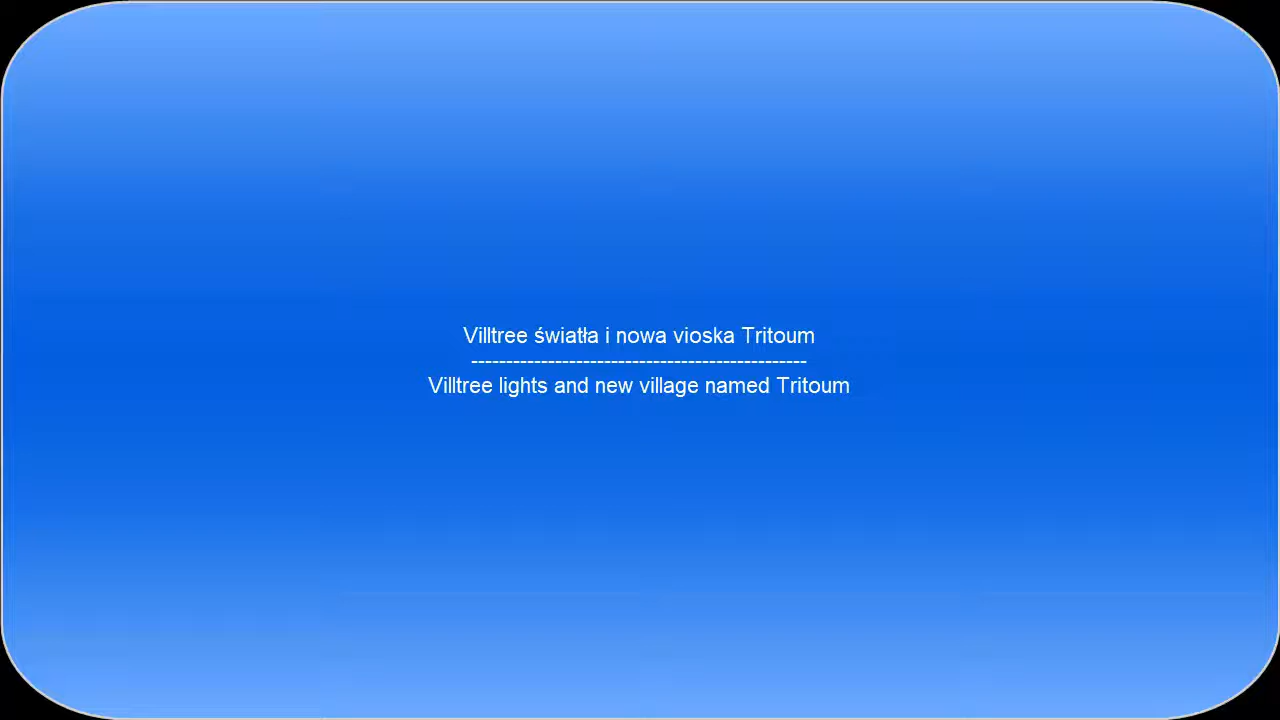 Villtree światła i nowa vioska Tritoum
------------------------------------------------
Villtree lights and new village named Tritoum